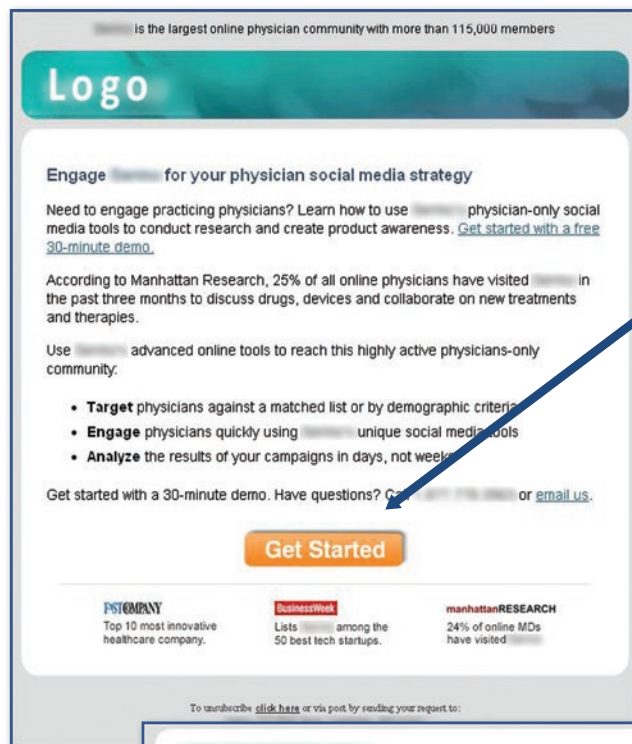 is the largest online physician community with more than 115,000 members
Logo
Engage for your physician social media strategy
Need to engage practicing physicians? Learn how to use physician-only social
media tools to conduct research and create product awareness. Get started with a free
30-minute demo.
According to Manhattan Research, 25% of all online physicians have visited in
the past three months to discuss drugs, devices and collaborate on new treatments
and therapies.
Use advanced online tools to reach this highly active physicians-only
community:
• Target physicians against a matched list or by demographic criteria
• Engage physicians quickly using unique social media tools
• Analyze the results of your campaigns in days, not weeks
Get started with a 30-minute demo. Have questions? or email us.
Get Started
FAST COMPANY
Top 10 most innovative
healthcare company.
BusinessWeek
Lists among the
50 best tech startups.
manhattanRESEARCH
24% of online MDs
have visited
To unsubscribe click here or via post by sending your request to: